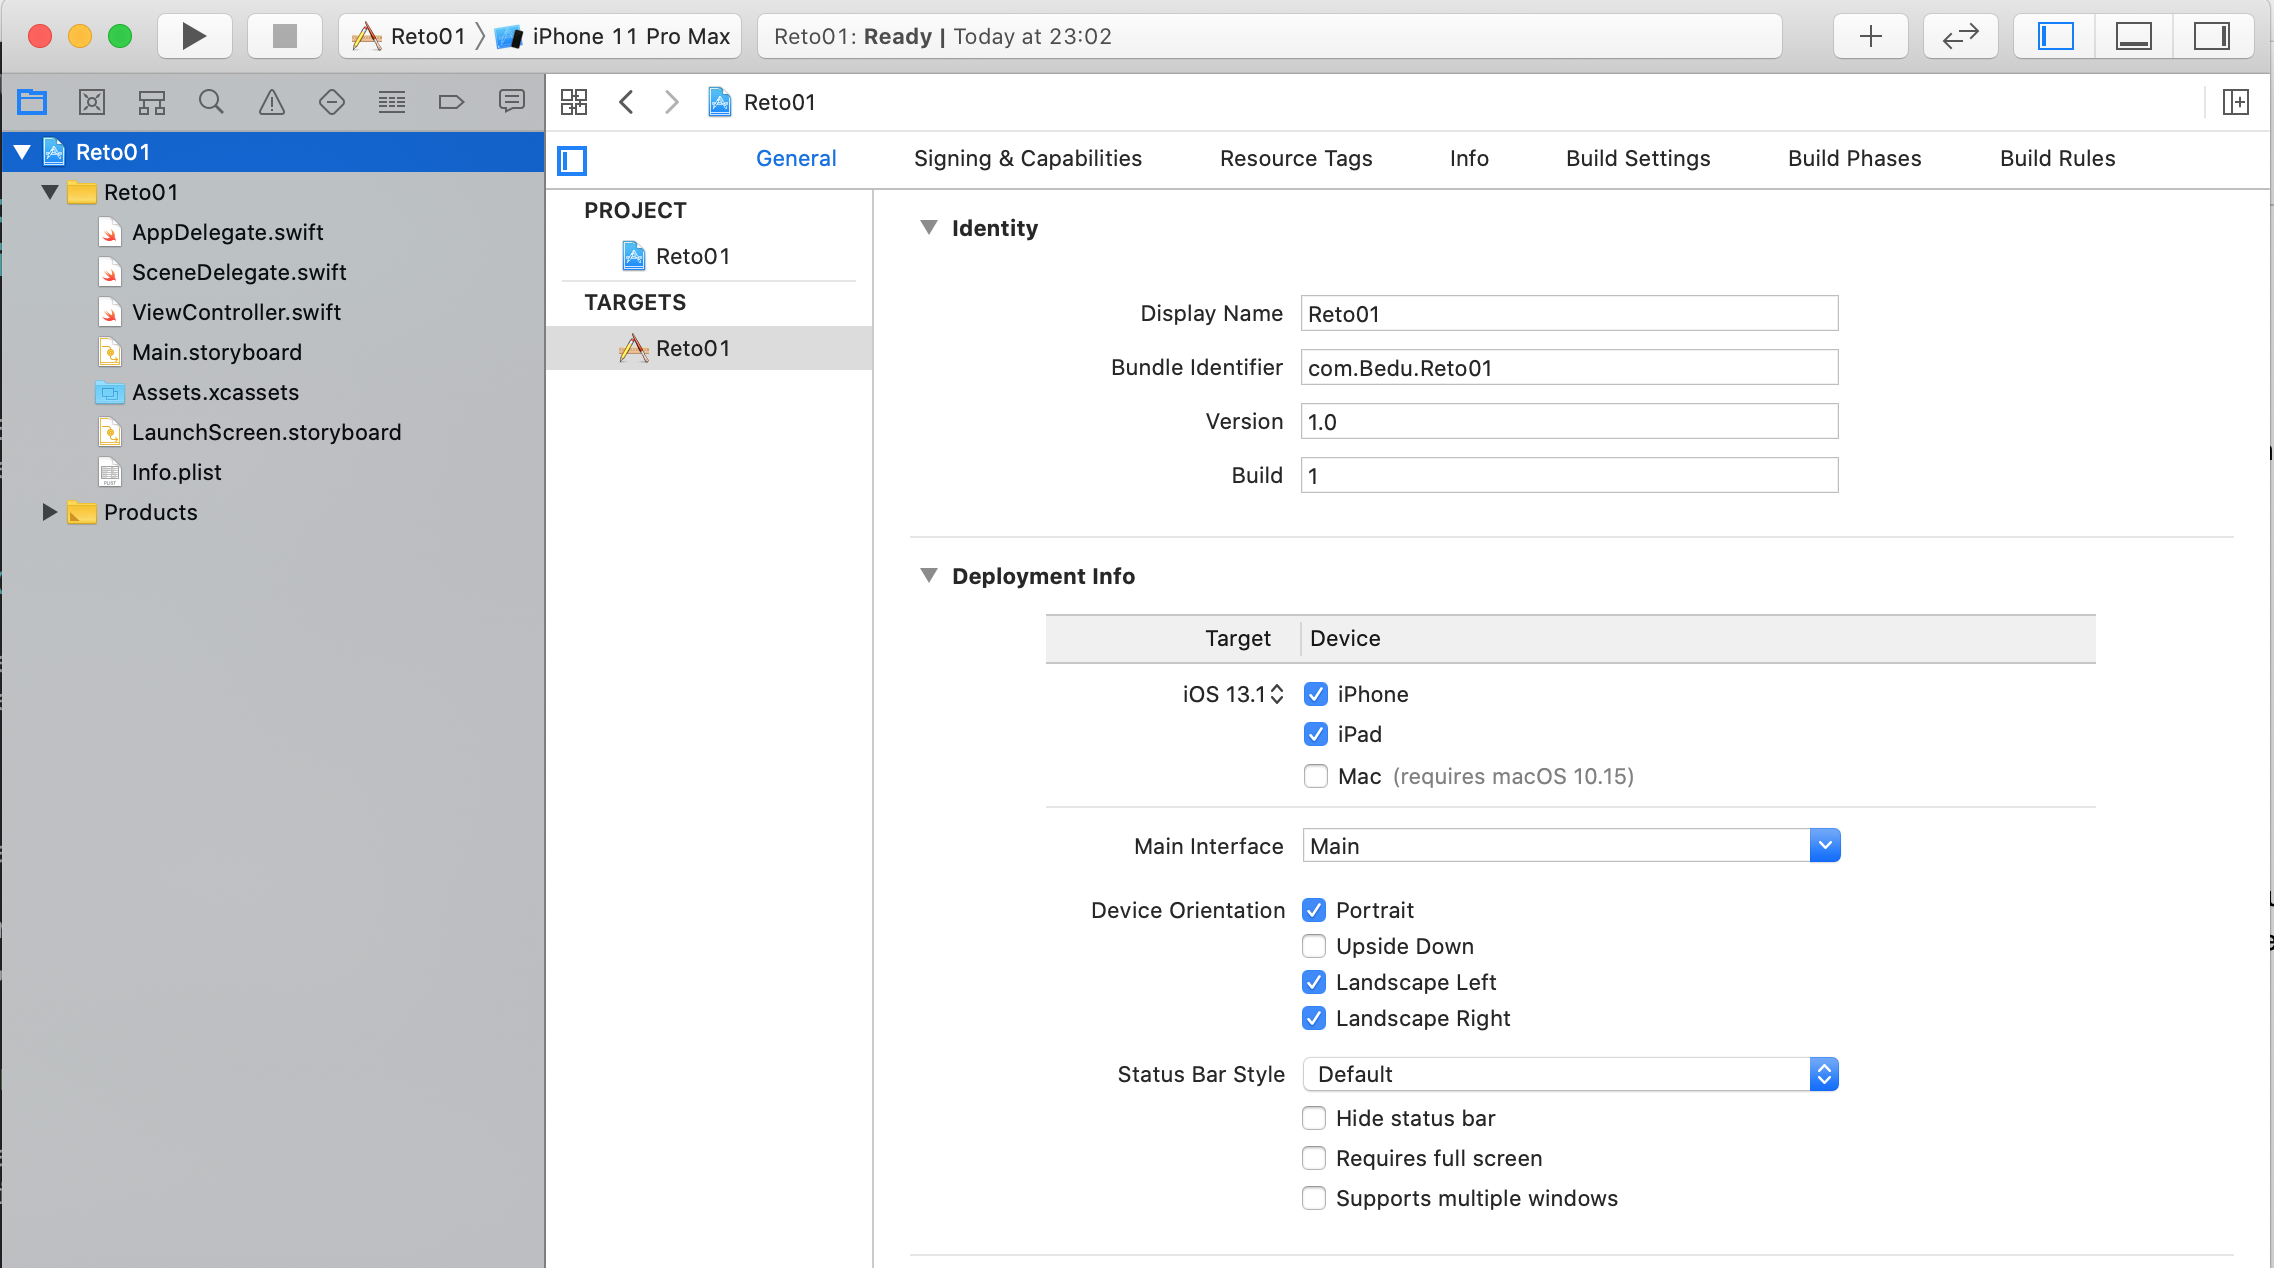 Reto01 〉 iPhone 11 Pro Max
Reto01: Ready | Today at 23:02
Reto01
Reto01
AppDelegate.swift
SceneDelegate.swift
ViewController.swift
Main.storyboard
Assets.xcassets
LaunchScreen.storyboard
Info.plist
Products
Reto01
General Signing & Capabilities Resource Tags Info Build Settings Build Phases Build Rules
PROJECT
Reto01
TARGETS
Reto01
Identity
Display Name Reto01
Bundle Identifier com.Bedu.Reto01
Version 1.0
Build 1
Deployment Info
Target Device
iOS 13.1 iPhone
iPad
Mac (requires macOS 10.15)
Main Interface Main
Device Orientation Portrait
Upside Down
Landscape Left
Landscape Right
Status Bar Style Default
Hide status bar
Requires full screen
Supports multiple windows